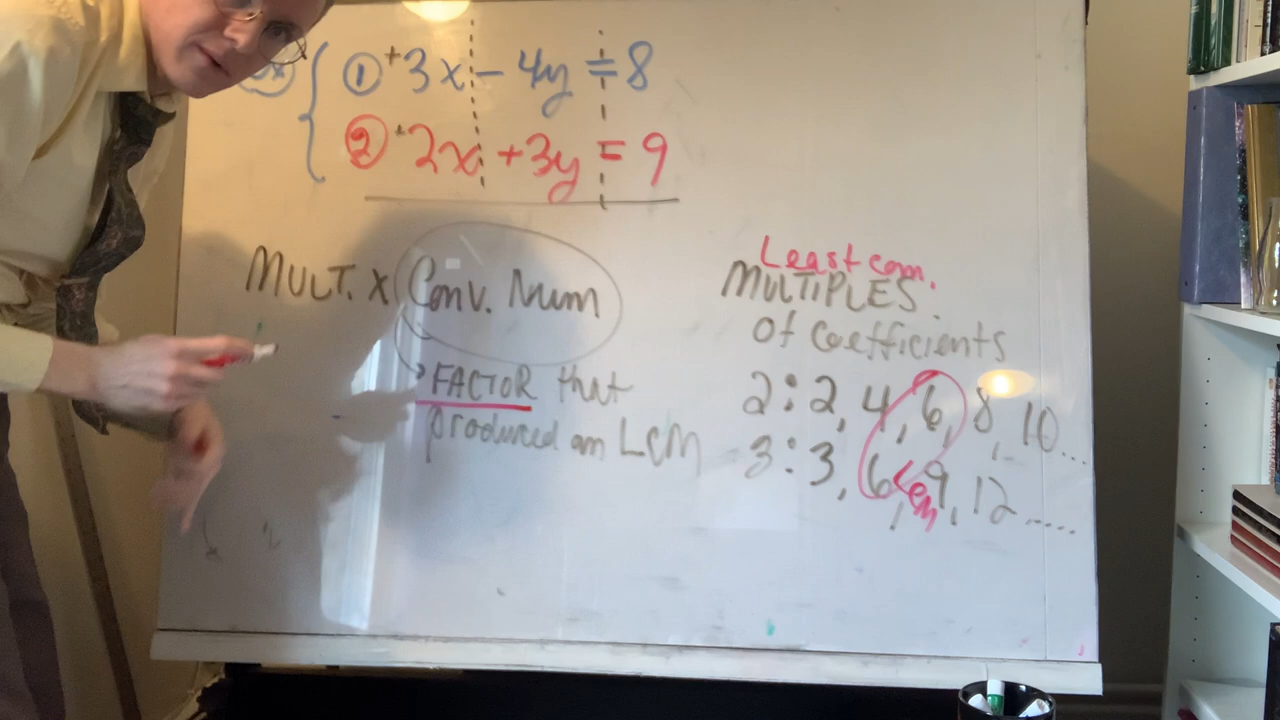 ① +3x - 4y = 8
② +2x + 3y = 9
MULT. X Conv. Num
FACTOR that
produced an LCM
Least com.
MULTIPLES.
of Coefficients
2: 2, 4, 6, 8, 10...
3: 3, 6, 9, 12.....
LCM